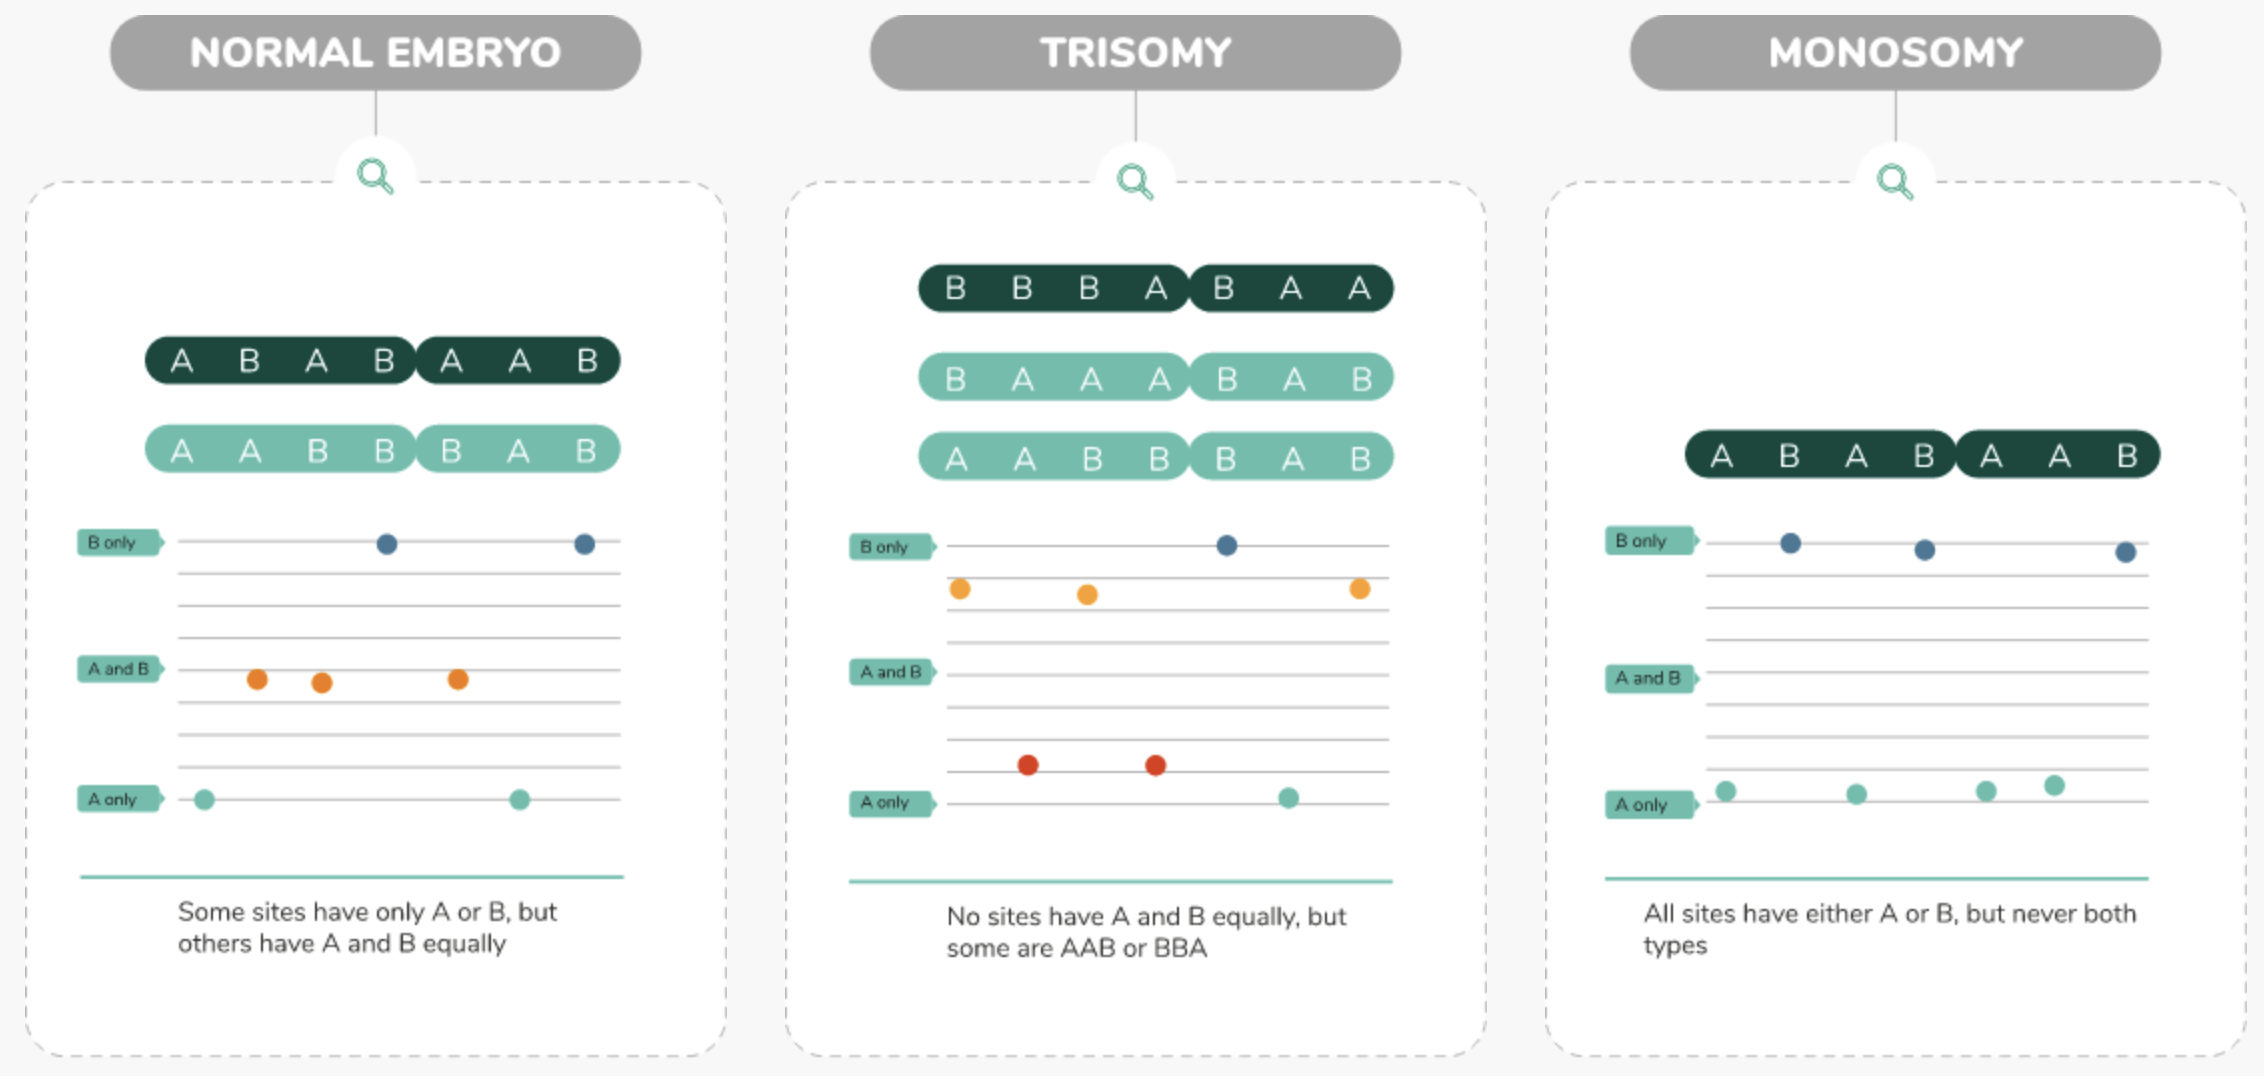 NORMAL EMBRYO
A B A B A A B
A A B B B A B
B only
A and B
A only
Some sites have only A or B, but
others have A and B equally
TRISOMY
B B B A B A A
B A A A B A B
A A B B B A B
B only
A and B
A only
No sites have A and B equally, but
some are AAB or BBA
MONOSOMY
A B A B A A B
B only
A and B
A only
All sites have either A or B, but never both
types